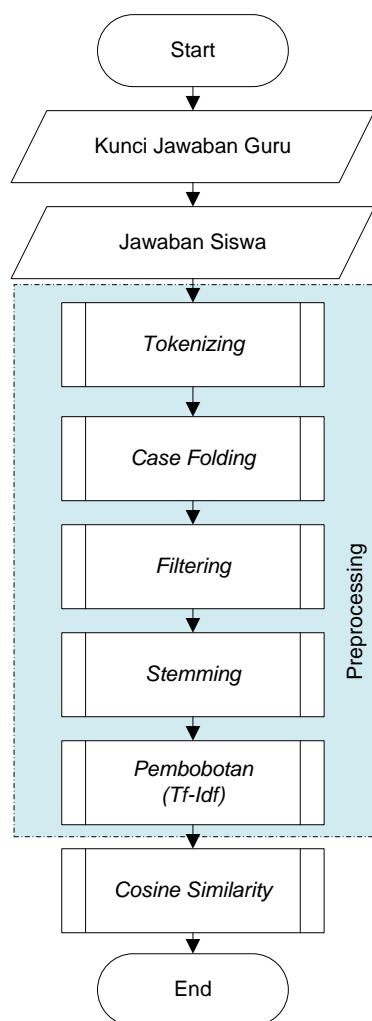 Start
Kunci Jawaban Guru
Jawaban Siswa
Tokenizing
Case Folding
Filtering
Stemming
Pembobotan
(Tf-Idf)
Preprocessing
Cosine Similarity
End